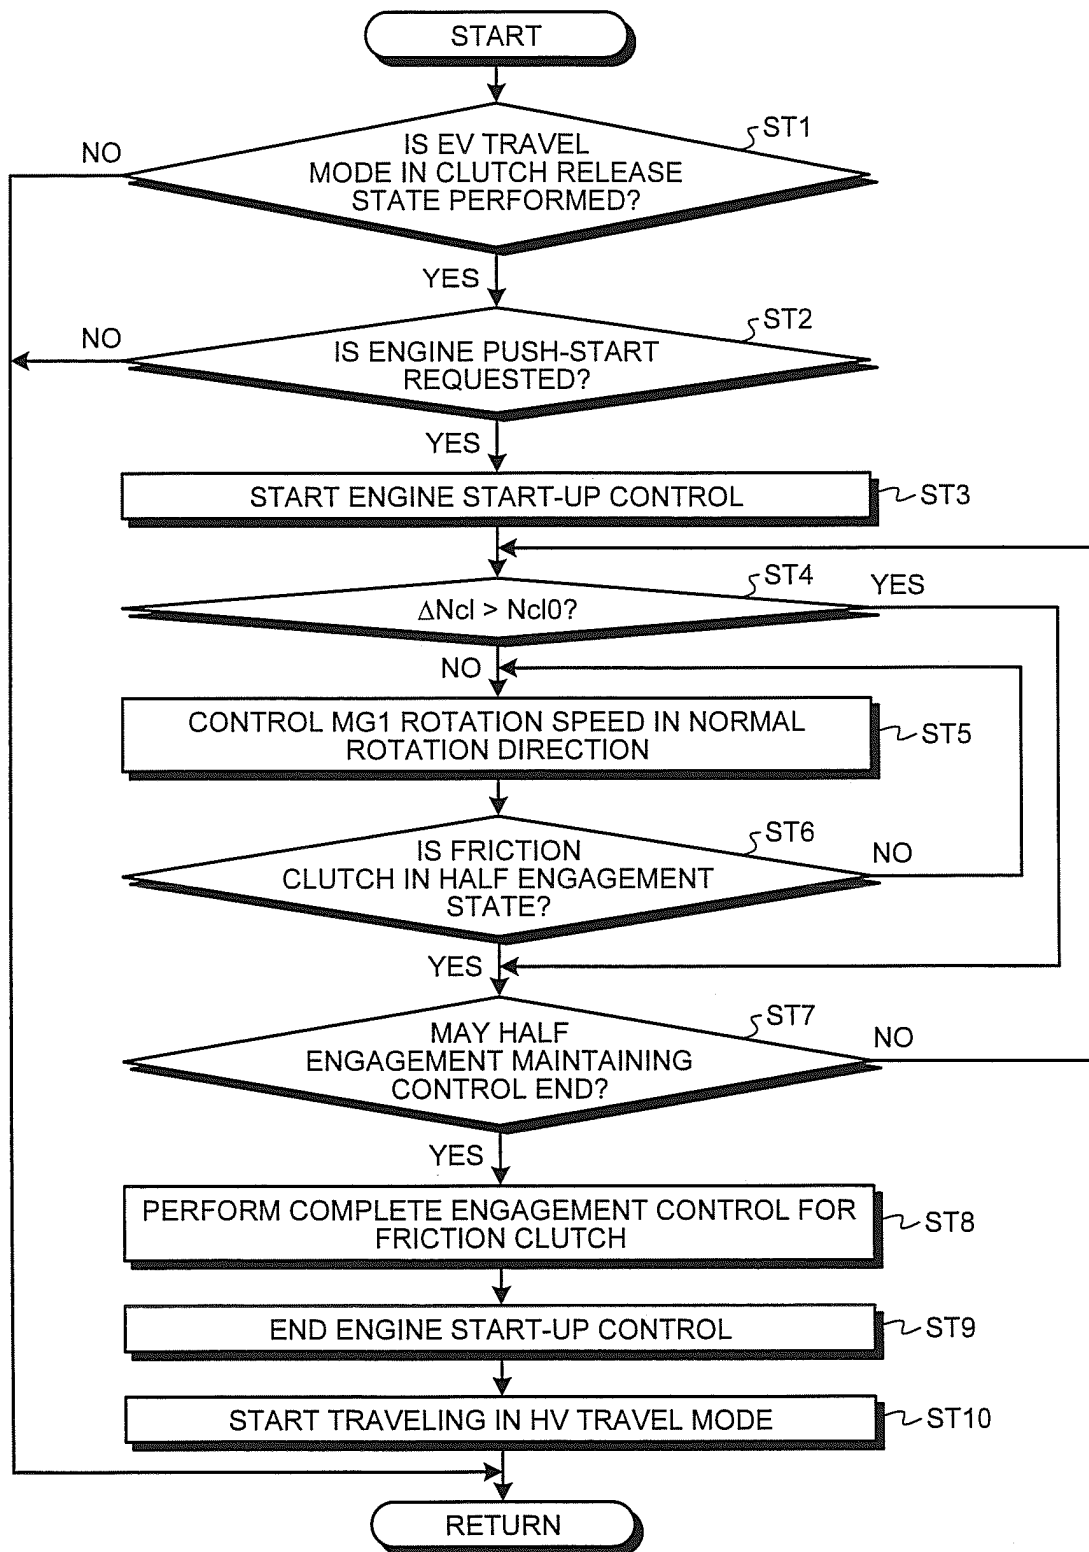 START
IS EV TRAVEL
MODE IN CLUTCH RELEASE
STATE PERFORMED?
ST1
NO
YES
IS ENGINE PUSH-START
REQUESTED?
ST2
NO
YES
START ENGINE START-UP CONTROL
ST3
ΔNcl > Ncl0?
ST4
YES
NO
CONTROL MG1 ROTATION SPEED IN NORMAL
ROTATION DIRECTION
ST5
IS FRICTION
CLUTCH IN HALF ENGAGEMENT
STATE?
ST6
NO
YES
MAY HALF
ENGAGEMENT MAINTAINING
CONTROL END?
ST7
NO
YES
PERFORM COMPLETE ENGAGEMENT CONTROL FOR
FRICTION CLUTCH
ST8
END ENGINE START-UP CONTROL
ST9
START TRAVELING IN HV TRAVEL MODE
ST10
RETURN